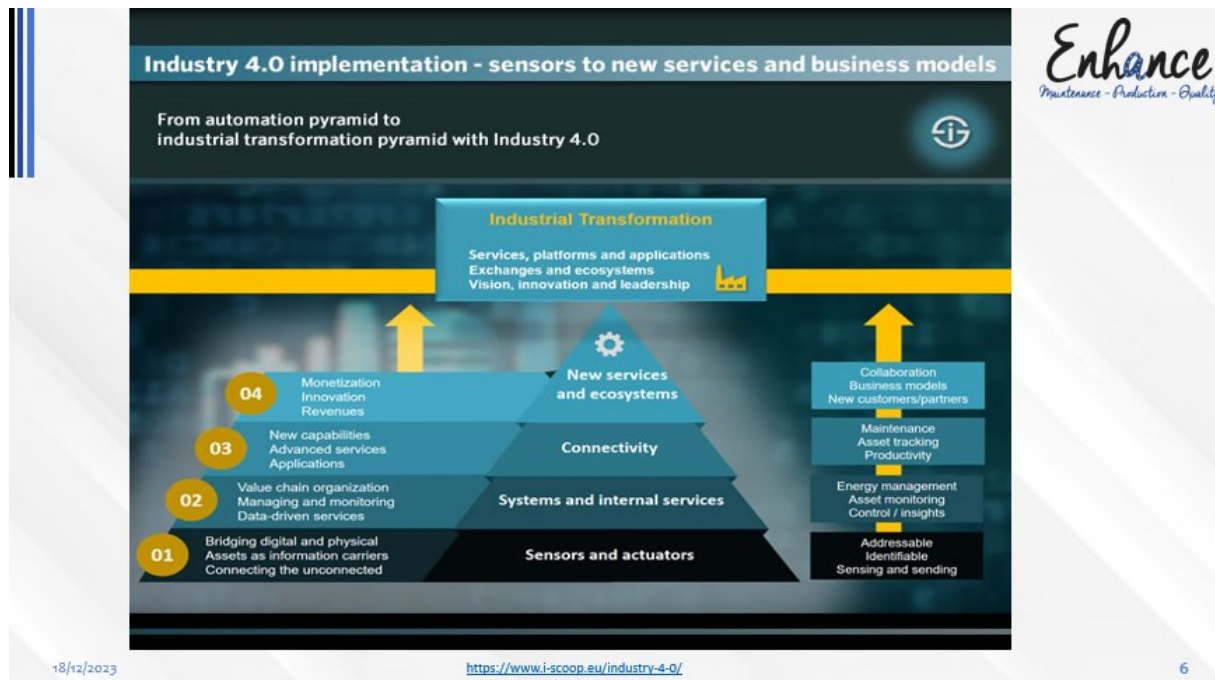 Enhance
Maintenance - Production - Quality
Industry 4.0 implementation - sensors to new services and business models
From automation pyramid to
industrial transformation pyramid with Industry 4.0
Industrial Transformation
Services, platforms and applications
Exchanges and ecosystems
Vision, innovation and leadership
04
Monetization
Innovation
Revenues
New services
and ecosystems
Collaboration
Business models
New customers/partners
03
New capabilities
Advanced services
Applications
Connectivity
Maintenance
Asset tracking
Productivity
02
Value chain organization
Managing and monitoring
Data-driven services
Systems and internal services
Energy management
Asset monitoring
Control / insights
01
Bridging digital and physical
Assets as information carriers
Connecting the unconnected
Sensors and actuators
Addressable
Identifiable
Sensing and sending
18/12/2023
https://www.i-scoop.eu/industry-4-0/
6